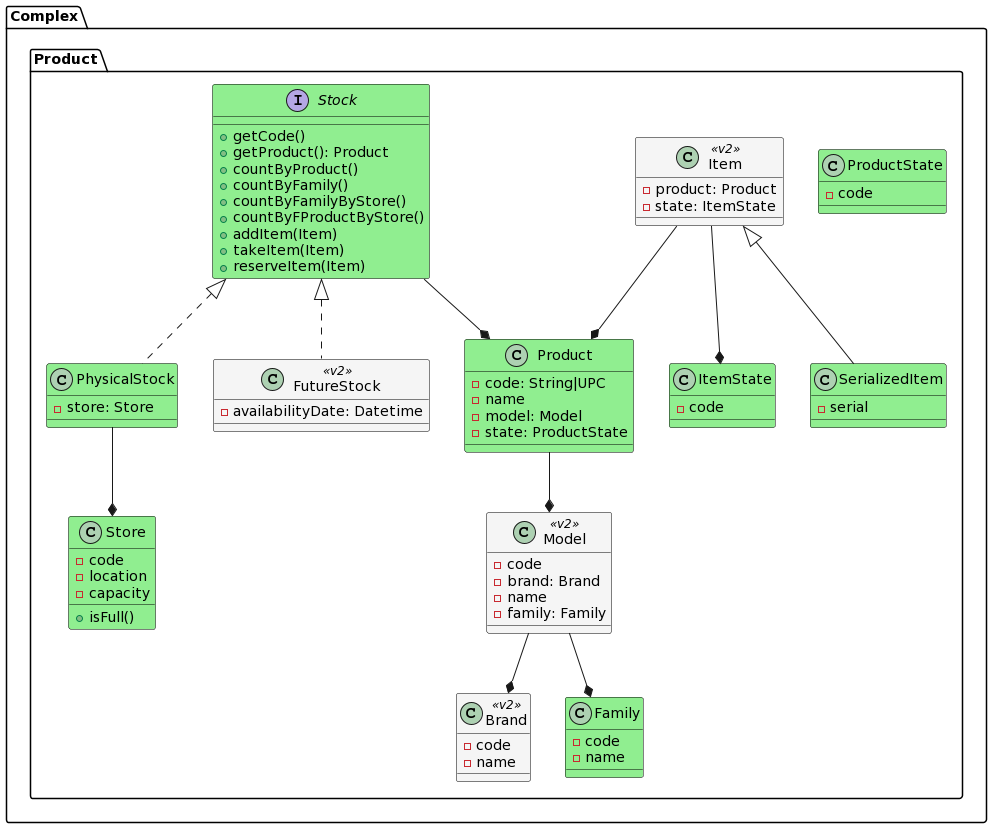 Complex
Product
I Stock
getCode()
getProduct(): Product
countByProduct()
countByFamily()
countByFamilyByStore()
countByFProductByStore()
addItem(Item)
takeItem(Item)
reserveItem(Item)
«v2»
C Item
product: Product
state: ItemState
C ProductState
code
C PhysicalStock
store: Store
«v2»
C FutureStock
availabilityDate: Datetime
C Product
code: String|UPC
name
model: Model
state: ProductState
C ItemState
code
C SerializedItem
serial
C Store
code
location
capacity
isFull()
«v2»
C Model
code
brand: Brand
name
family: Family
«v2»
C Brand
code
name
C Family
code
name